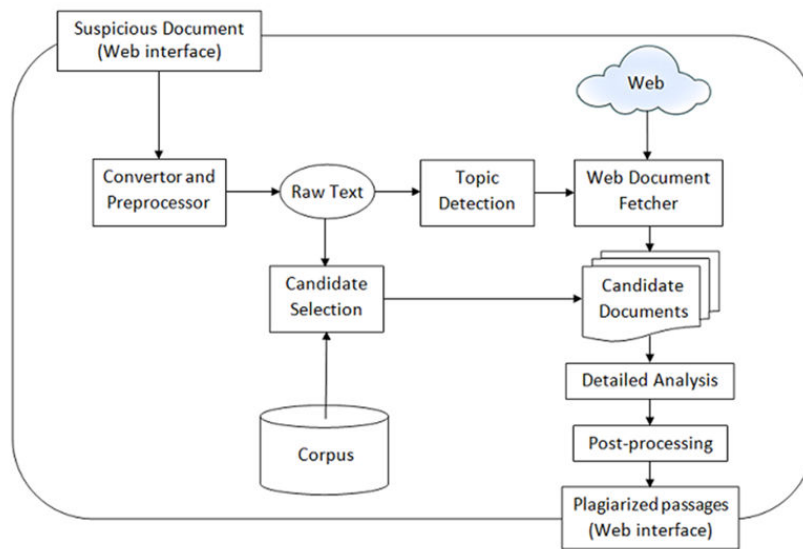 Suspicious Document
(Web interface)
Web
Convertor and
Preprocessor
Raw Text
Topic
Detection
Web Document
Fetcher
Candidate
Selection
Candidate
Documents
Detailed Analysis
Corpus
Post-processing
Plagiarized passages
(Web interface)